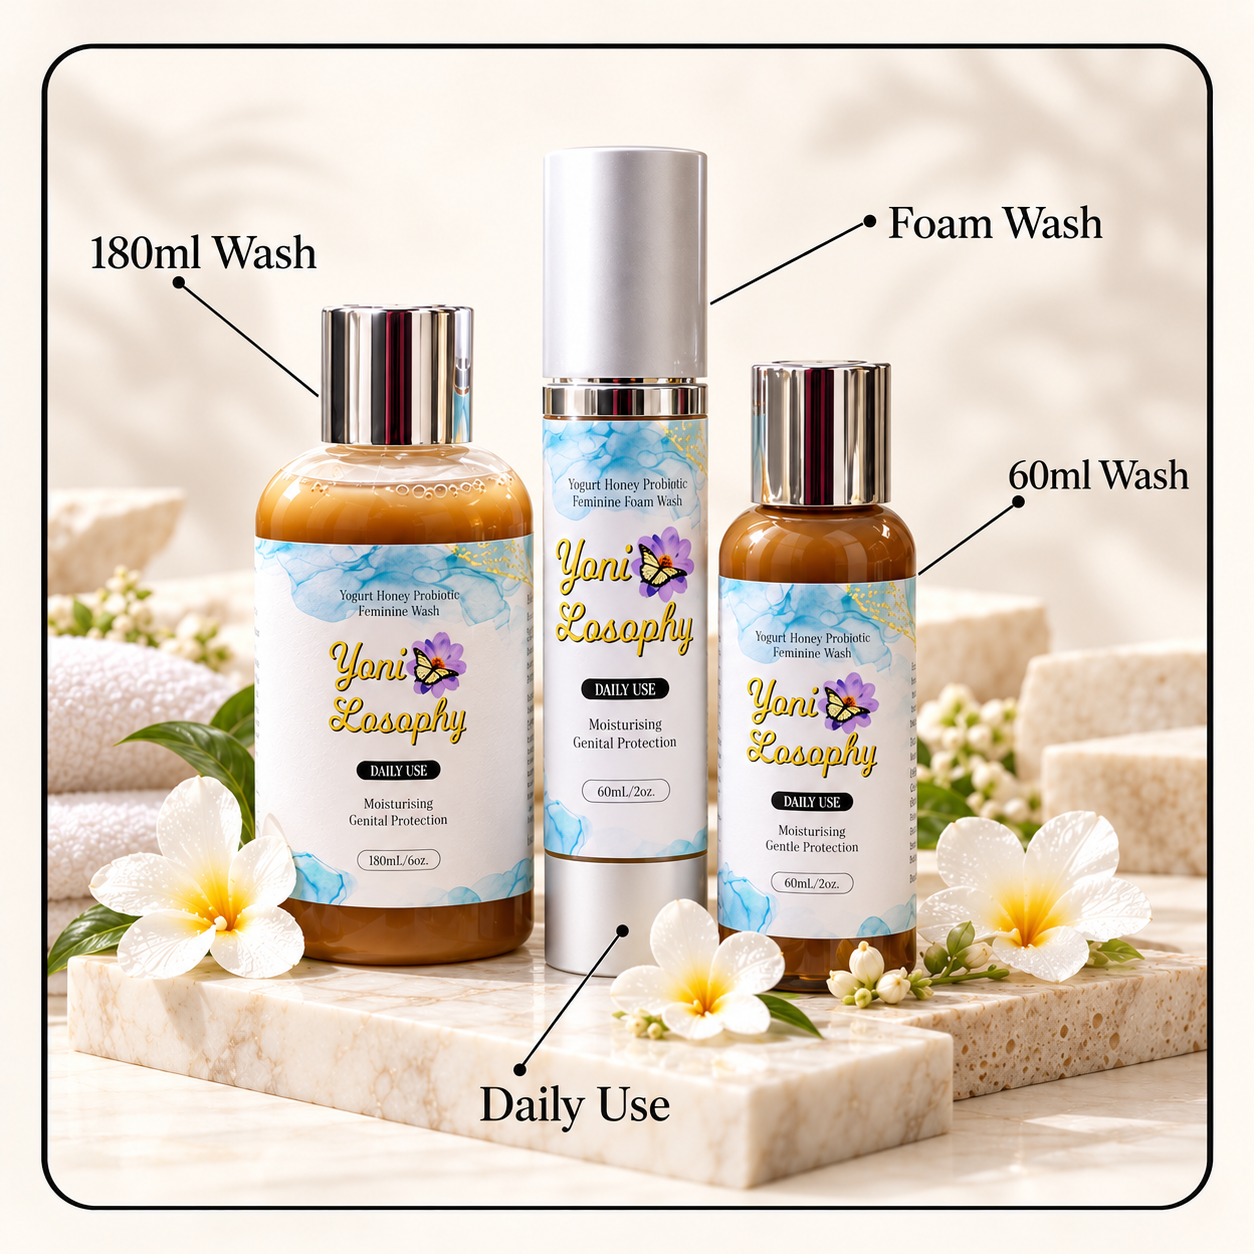 180ml Wash
Foam Wash
60ml Wash
Yogurt Honey Probiotic
Feminine Wash
Yoni
Losophy
DAILY USE
Moisturising
Genital Protection
180mL/6oz.
Yogurt Honey Probiotic
Feminine Foam Wash
Yoni
Losophy
DAILY USE
Moisturising
Genital Protection
60mL/2oz.
Yogurt Honey Probiotic
Feminine Wash
Yoni
Losophy
DAILY USE
Moisturising
Gentle Protection
60mL/2oz.
Daily Use